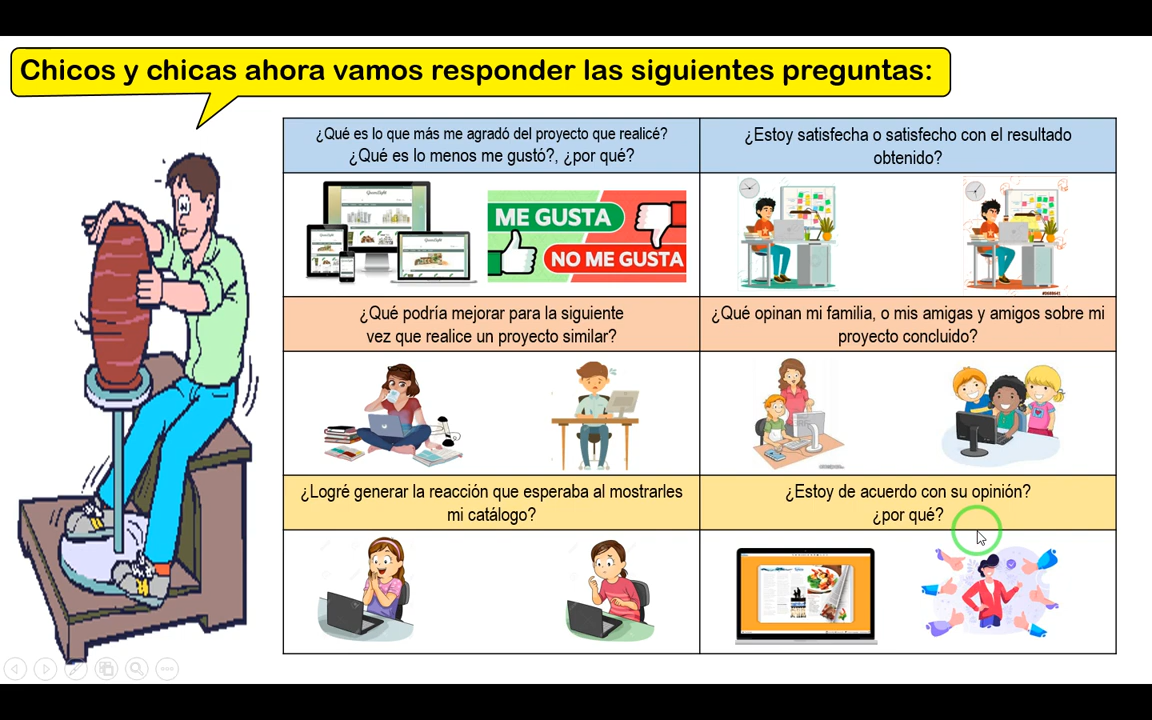 Chicos y chicas ahora vamos responder las siguientes preguntas:
¿Qué es lo que más me agradó del proyecto que realicé?
¿Qué es lo menos me gustó?, ¿por qué?
¿Estoy satisfecha o satisfecho con el resultado
obtenido?
ME GUSTA
NO ME GUSTA
¿Qué podría mejorar para la siguiente
vez que realice un proyecto similar?
¿Qué opinan mi familia, o mis amigas y amigos sobre mi
proyecto concluido?
¿Logré generar la reacción que esperaba al mostrarles
mi catálogo?
¿Estoy de acuerdo con su opinión?
¿por qué?